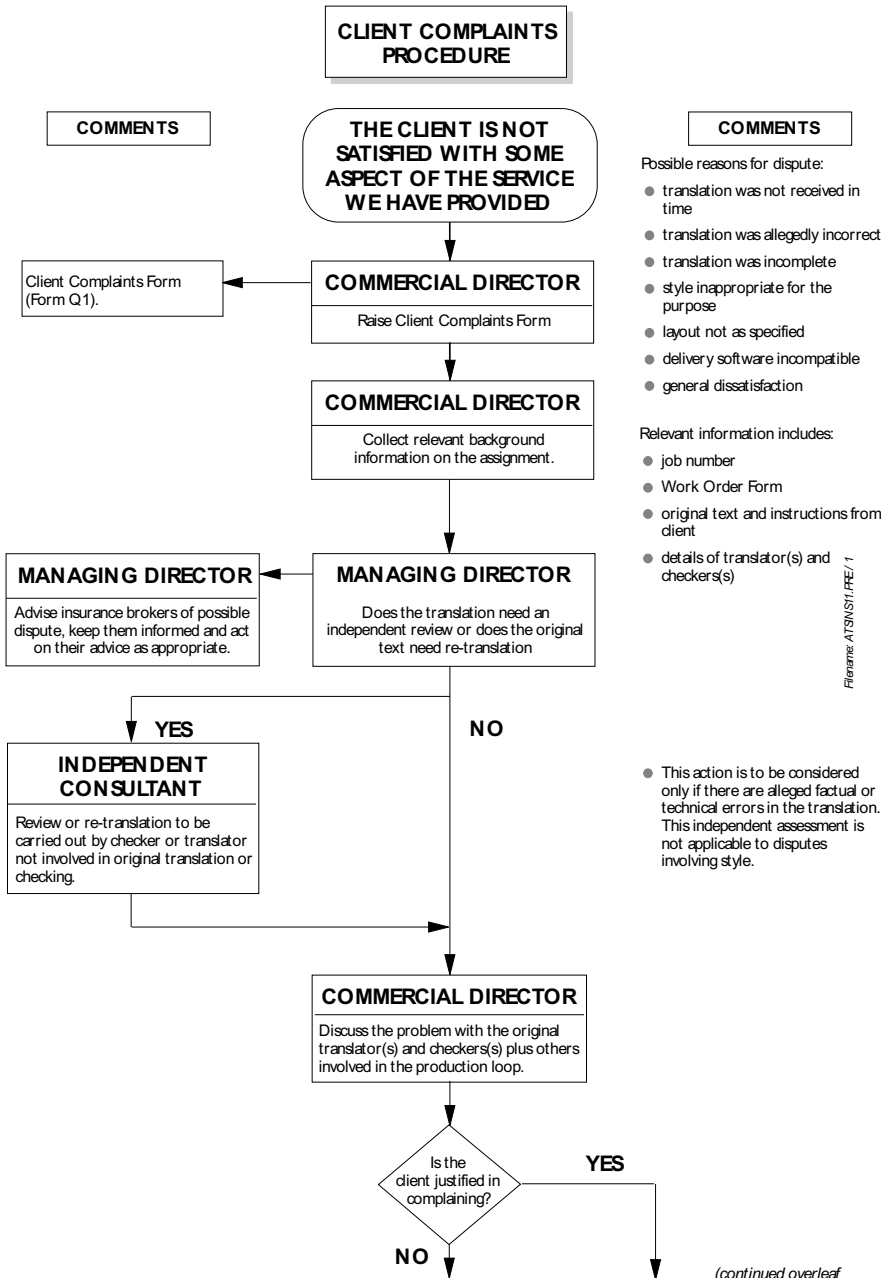 CLIENT COMPLAINTS
PROCEDURE
COMMENTS
THE CLIENT IS NOT
SATISFIED WITH SOME
ASPECT OF THE SERVICE
WE HAVE PROVIDED
COMMENTS
Possible reasons for dispute:
translation was not received in
time
translation was allegedly incorrect
translation was incomplete
style inappropriate for the
purpose
layout not as specified
delivery software incompatible
general dissatisfaction
Client Complaints Form
(Form Q1).
COMMERCIAL DIRECTOR
Raise Client Complaints Form
COMMERCIAL DIRECTOR
Collect relevant background
information on the assignment.
Relevant information includes:
job number
Work Order Form
original text and instructions from
client
details of translator(s) and
checkers(s)
Filename: ATSINS11.PRE/ 1
MANAGING DIRECTOR
Advise insurance brokers of possible
dispute, keep them informed and act
on their advice as appropriate.
MANAGING DIRECTOR
Does the translation need an
independent review or does the original
text need re-translation
YES
NO
INDEPENDENT
CONSULTANT
Review or re-translation to be
carried out by checker or translator
not involved in original translation or
checking.
This action is to be considered
only if there are alleged factual or
technical errors in the translation.
This independent assessment is
not applicable to disputes
involving style.
COMMERCIAL DIRECTOR
Discuss the problem with the original
translator(s) and checkers(s) plus others
involved in the production loop.
Is the
client justified in
complaining?
YES
NO
(continued overleaf